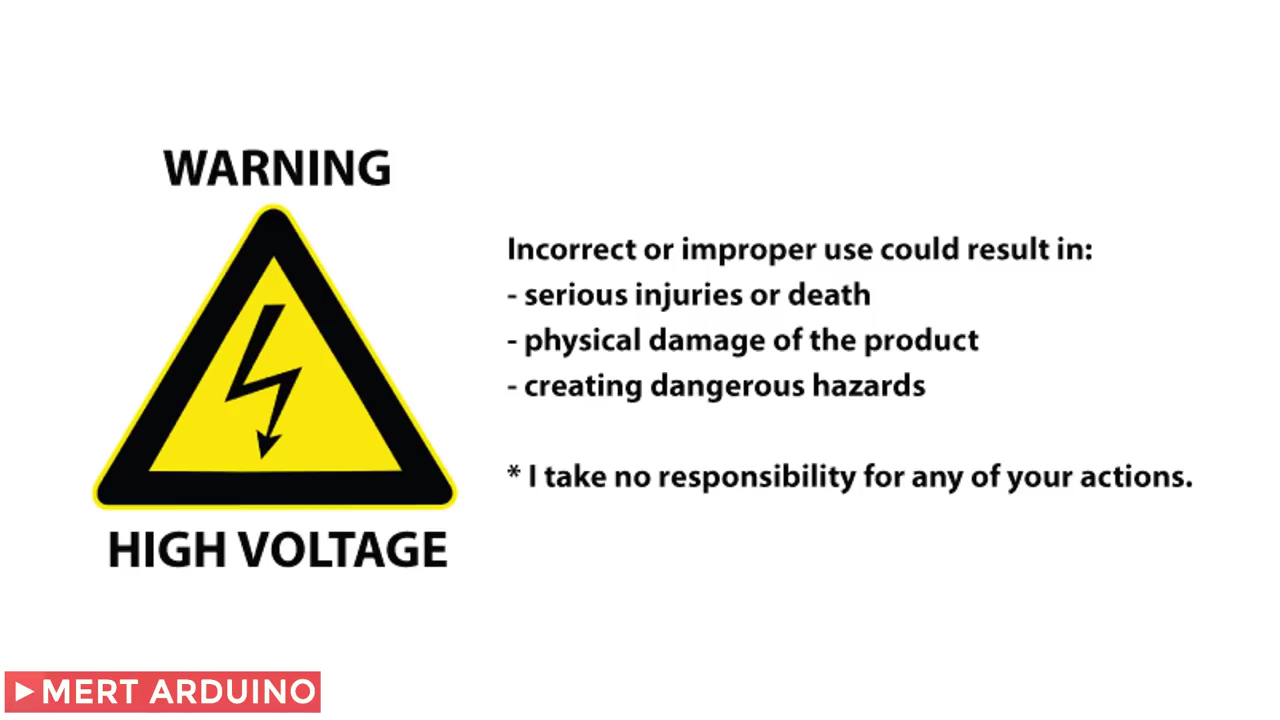 WARNING
HIGH VOLTAGE
Incorrect or improper use could result in:
- serious injuries or death
- physical damage of the product
- creating dangerous hazards
* I take no responsibility for any of your actions.
MERT ARDUINO